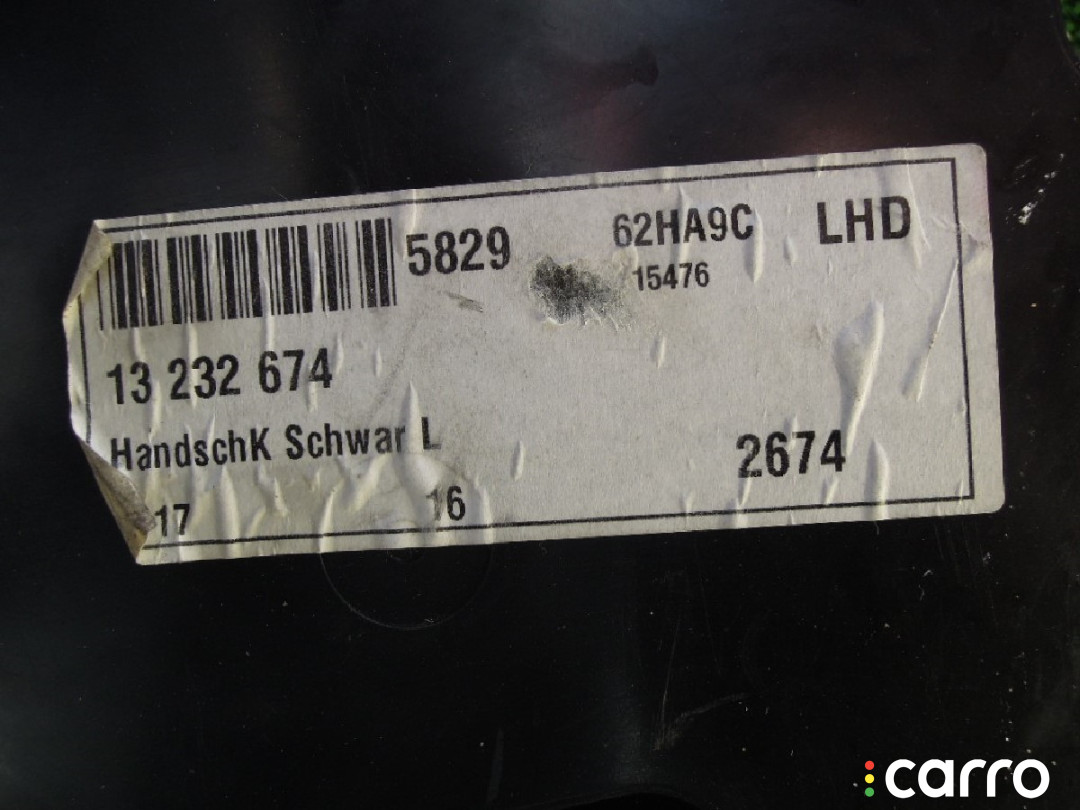 5829 62HA9C LHD
15476
13 232 674
HandschK Schwar L
2674
17 16
carro